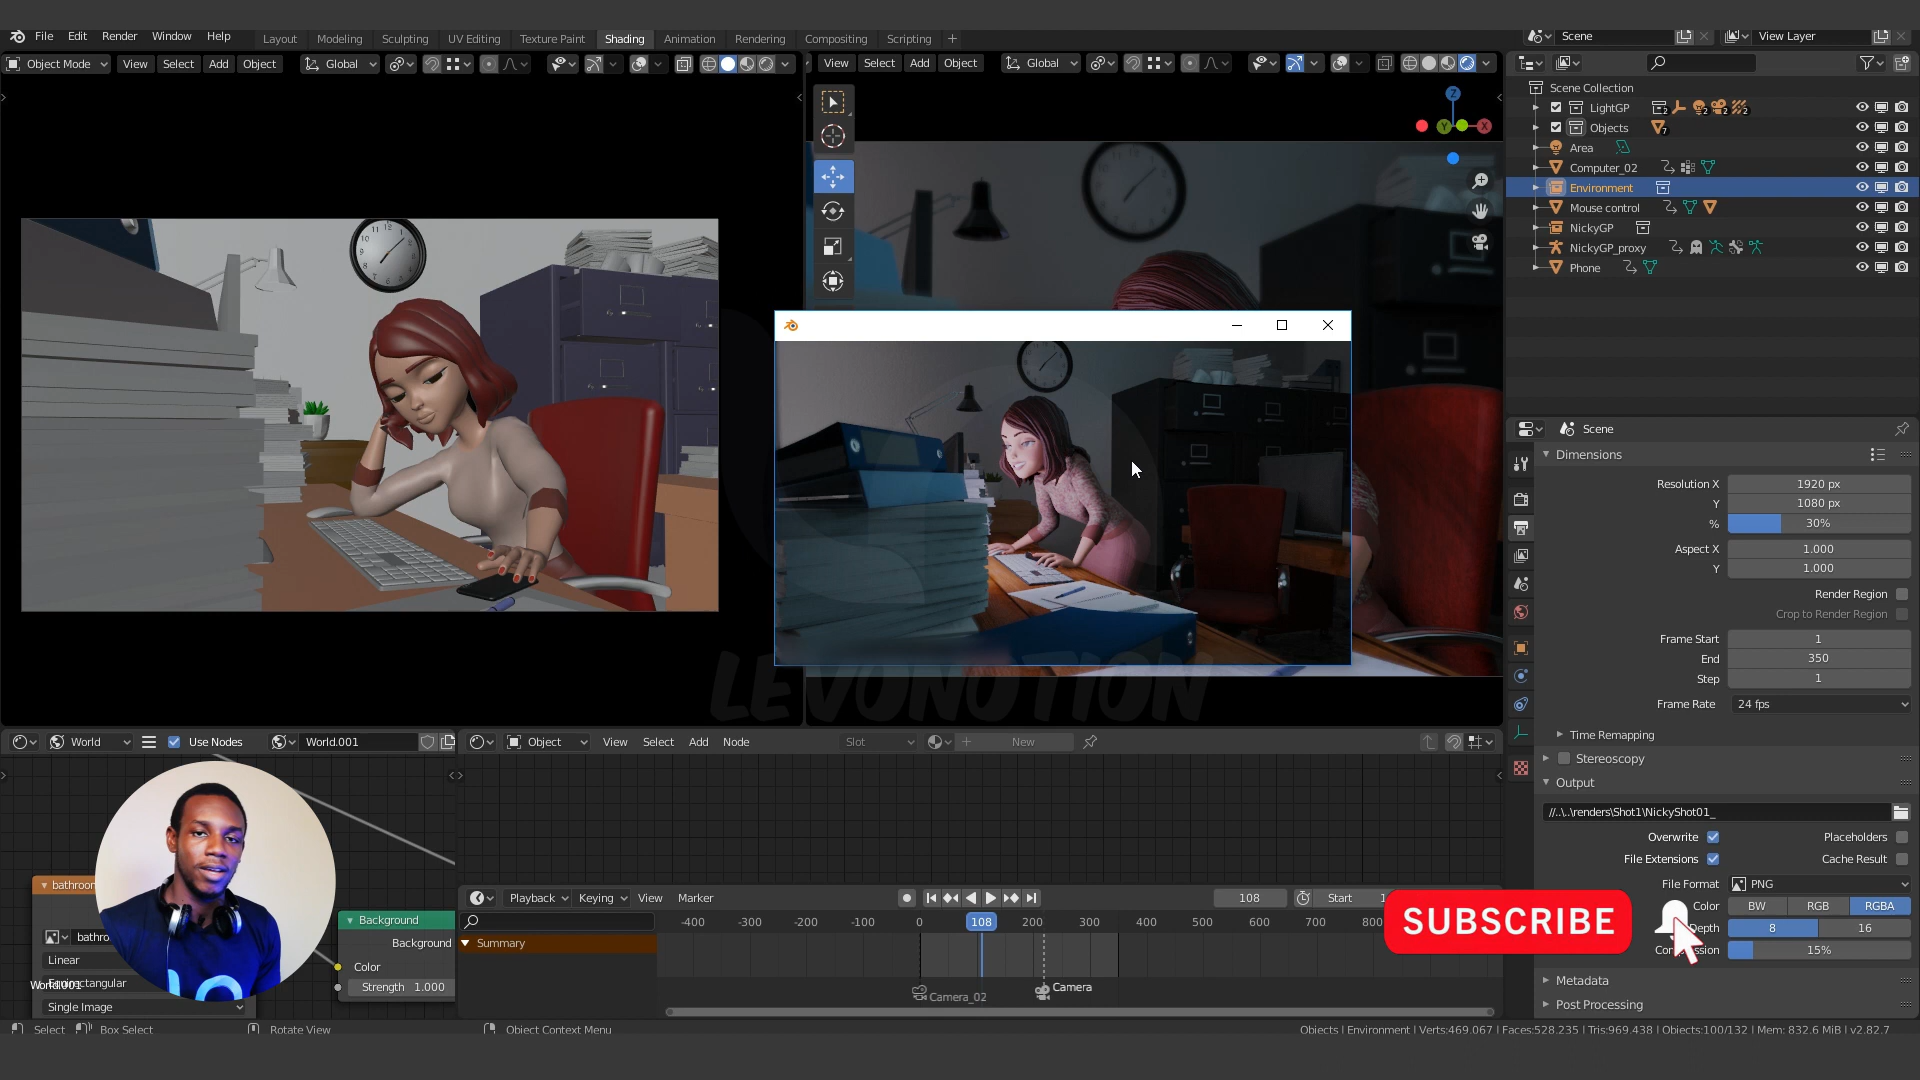 File Edit Render Window Help
Layout Modeling Sculpting UV Editing Texture Paint Shading Animation Rendering Compositing Scripting
Scene
View Layer
Object Mode View Select Add Object Global
View Select Add Object Global
Scene Collection
LightGP
Objects
Area
Computer_02
Environment
Mouse control
NickyGP
NickyGP_proxy
Phone
Scene
Dimensions
Resolution X 1920 px
Y 1080 px
% 30%
Aspect X 1.000
Y 1.000
Render Region
Crop to Render Region
Frame Start 1
End 350
Step 1
Frame Rate 24 fps
Time Remapping
Stereoscopy
Output
//..\..\renders\Shot1\NickyShot01_
Overwrite Placeholders
File Extensions Cache Result
File Format PNG
Color BW RGB RGBA
Depth 8 16
15%
Metadata
Post Processing
LEVONOTION
World Use Nodes World.001
Object View Select Add Node Slot New
Playback Keying View Marker 108 Start
-400 -300 -200 -100 0 108 200 300 400 500 600 700
Summary
Camera_02 Camera
Background
Background
Color
Strength 1.000
Linear
Single Image
World.001
SUBSCRIBE
Select Box Select Rotate View Object Context Menu
Objects | Environment | Verts:469.067 | Faces:528.235 | Tris:969.438 | Objects:100/132 | Mem: 832.6 MiB | v2.82.7